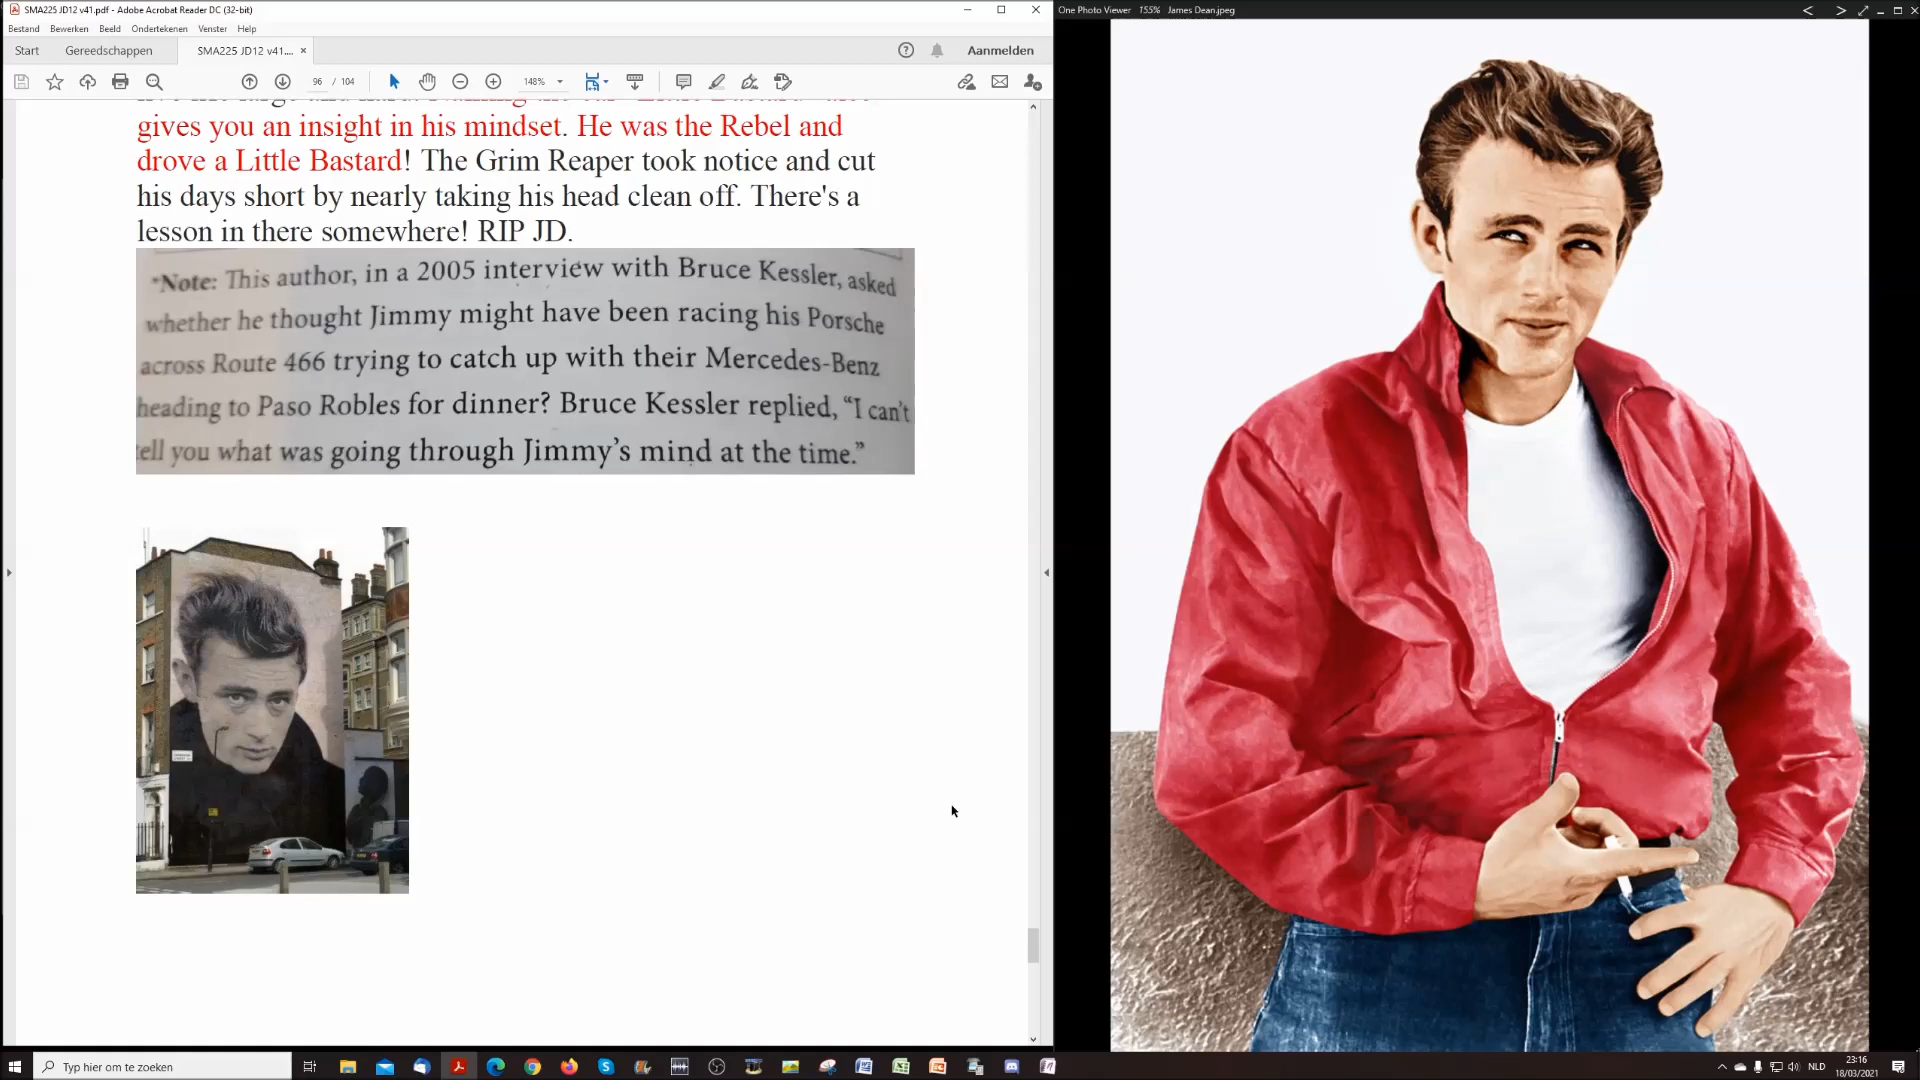 SMA225 JD12 v41.pdf - Adobe Acrobat Reader DC (32-bit)
Bestand Bewerken Beeld Ondertekenen Venster Help
Start Gereedschappen SMA225 JD12 v41.... × Aanmelden
96 / 104 148%
gives you an insight in his mindset. He was the Rebel and
drove a Little Bastard! The Grim Reaper took notice and cut
his days short by nearly taking his head clean off. There's a
lesson in there somewhere! RIP JD.
*Note: This author, in a 2005 interview with Bruce Kessler, asked
whether he thought Jimmy might have been racing his Porsche
across Route 466 trying to catch up with their Mercedes-Benz
heading to Paso Robles for dinner? Bruce Kessler replied, “I can't
ell you what was going through Jimmy's mind at the time.”
One Photo Viewer 155% James Dean.jpeg
Typ hier om te zoeken
NLD
23:16
18/03/2021